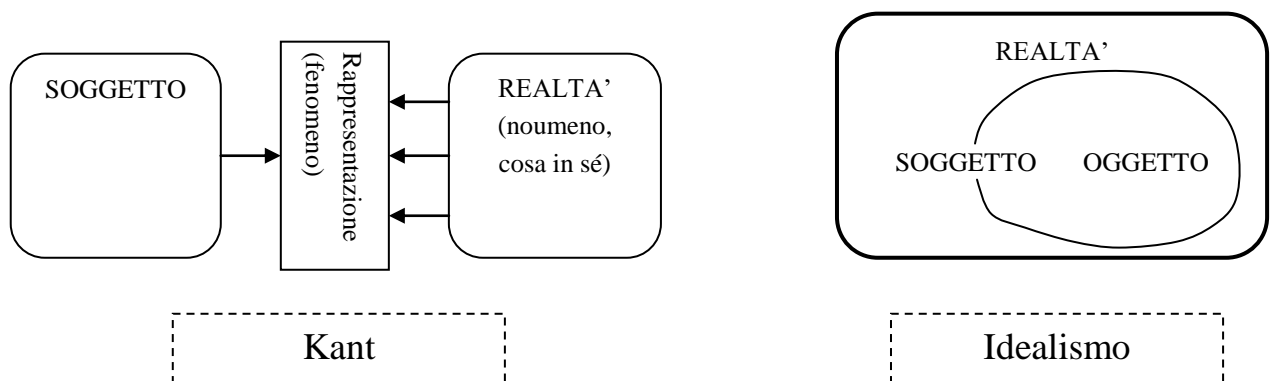 SOGGETTO
Rappresentazione
(fenomeno)
REALTA’
(noumeno,
cosa in sé)
Kant
REALTA’
SOGGETTO
OGGETTO
Idealismo